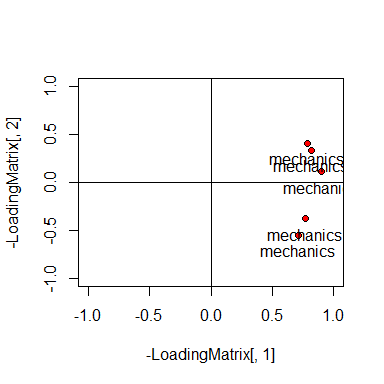 1.0
0.5
0.0
-0.5
-1.0
-LoadingMatrix[, 2]
mechanics
mechanics
mechani
mechanics
mechanics
-1.0 -0.5 0.0 0.5 1.0
-LoadingMatrix[, 1]